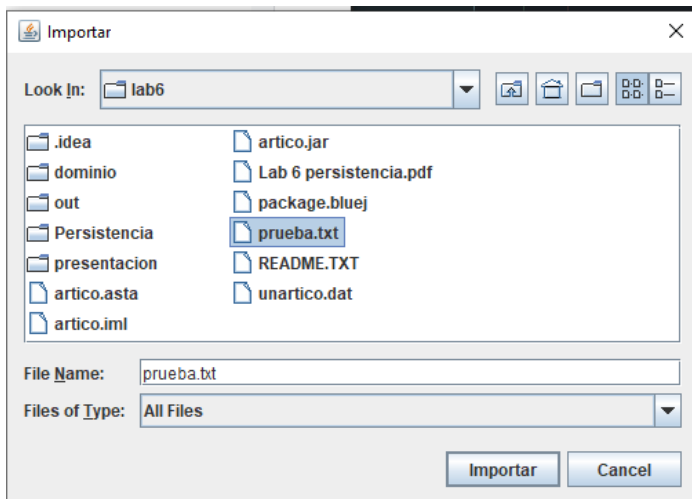 Importar
Look In: lab6
.idea
dominio
out
Persistencia
presentacion
artico.asta
artico.iml
artico.jar
Lab 6 persistencia.pdf
package.bluej
prueba.txt
README.TXT
unartico.dat
File Name: prueba.txt
Files of Type: All Files
Importar Cancel